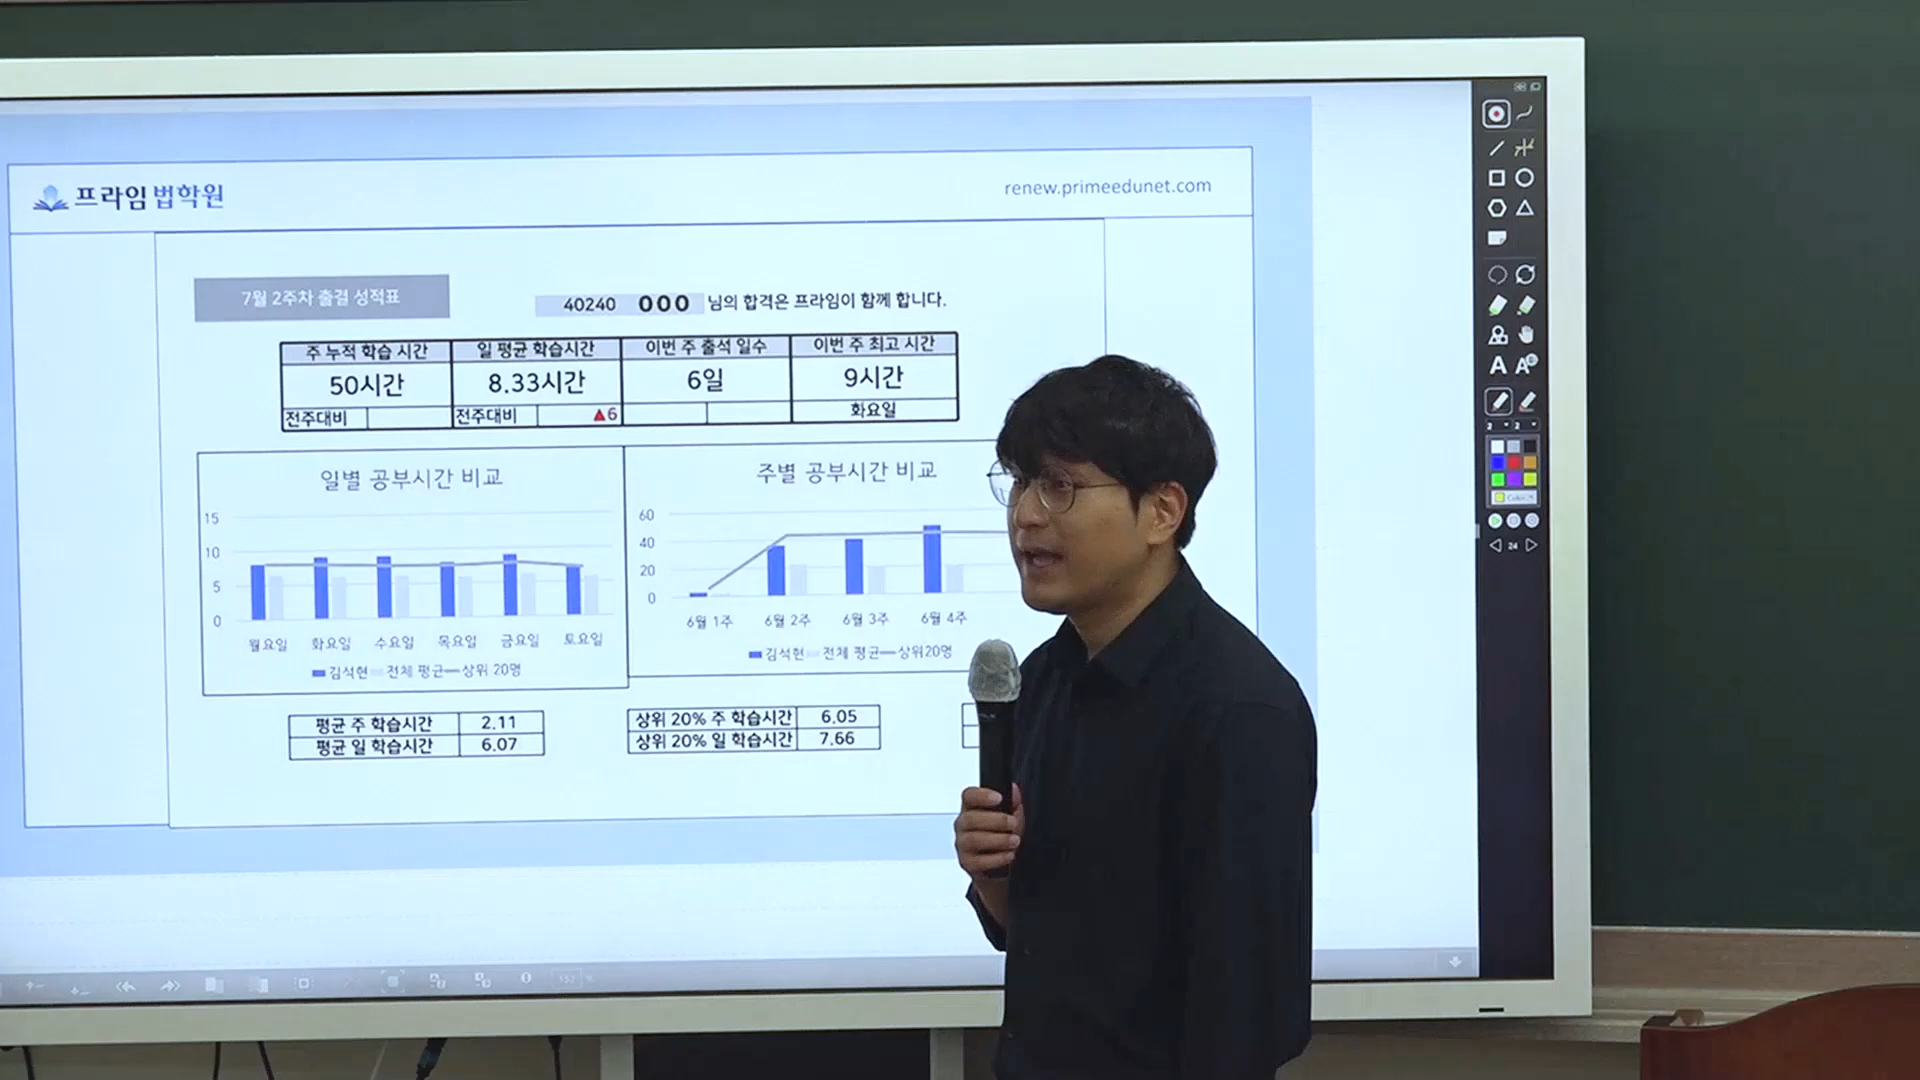 프라임법학원
renew.primeedunet.com
7월 2주차 출결 성적표
40240 OOO 님의 합격은 프라임이 함께 합니다.
주 누적 학습 시간 일 평균 학습시간 이번 주 출석 일수 이번 주 최고 시간
50시간 8.33시간 6일 9시간
전주대비 전주대비 ▲6 화요일
일별 공부시간 비교
15
10
5
0
월요일 화요일 수요일 목요일 금요일 토요일
김석현 전체 평균 상위 20명
주별 공부시간 비교
60
40
20
0
6월 1주 6월 2주 6월 3주 6월 4주
김석현 전체 평균 상위20명
평균 주 학습시간 2.11
평균 일 학습시간 6.07
상위 20% 주 학습시간 6.05
상위 20% 일 학습시간 7.66
A A
2 2
24